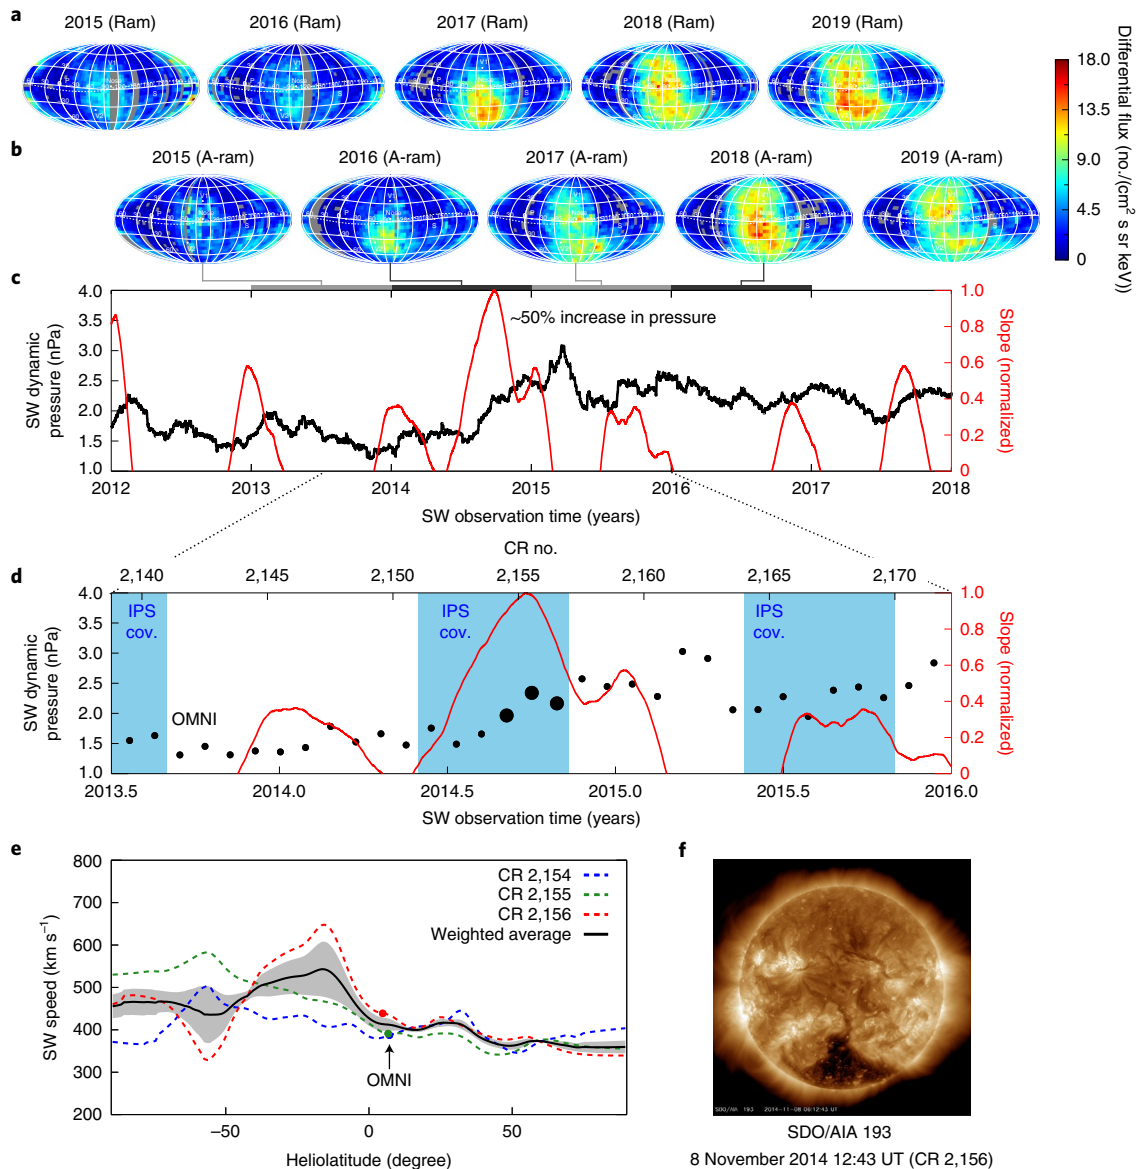 a
2015 (Ram) 2016 (Ram) 2017 (Ram) 2018 (Ram) 2019 (Ram)
b
2015 (A-ram) 2016 (A-ram) 2017 (A-ram) 2018 (A-ram) 2019 (A-ram)
18.0
13.5
9.0
4.5
0
Differential flux (no./(cm² s sr keV))
c
~50% increase in pressure
4.0
3.5
3.0
2.5
2.0
1.5
1.0
SW dynamic
pressure (nPa)
1.0
0.8
0.6
0.4
0.2
0
Slope (normalized)
2012 2013 2014 2015 2016 2017 2018
SW observation time (years)
CR no.
d
2,140 2,145 2,150 2,155 2,160 2,165 2,170
4.0
3.5
3.0
2.5
2.0
1.5
1.0
SW dynamic
pressure (nPa)
IPS
cov.
IPS
cov.
IPS
cov.
OMNI
1.0
0.8
0.6
0.4
0.2
0
Slope (normalized)
2013.5 2014.0 2014.5 2015.0 2015.5 2016.0
SW observation time (years)
e
800
700
600
500
400
300
200
SW speed (km s⁻¹)
CR 2,154
CR 2,155
CR 2,156
Weighted average
OMNI
−50 0 50
Heliolatitude (degree)
f
SDO/AIA 193 2014-11-08 06:12:43 UT
SDO/AIA 193
8 November 2014 12:43 UT (CR 2,156)